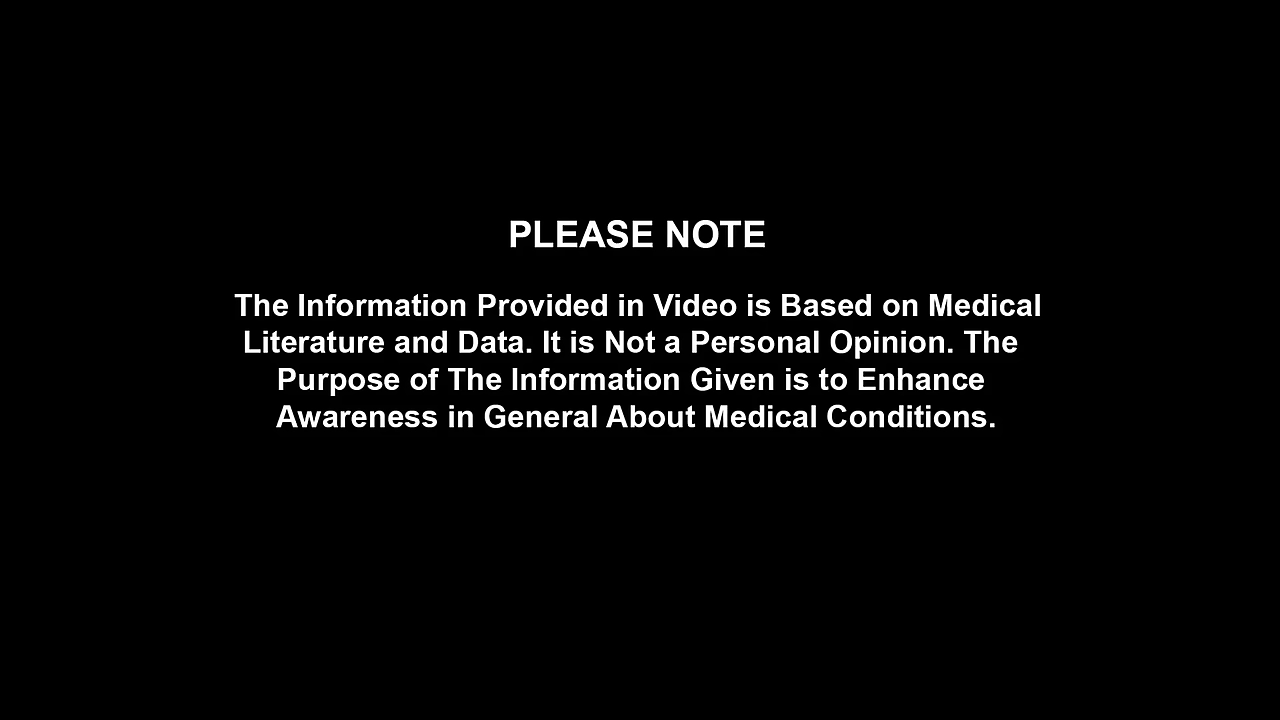 PLEASE NOTE
The Information Provided in Video is Based on Medical
Literature and Data. It is Not a Personal Opinion. The
Purpose of The Information Given is to Enhance
Awareness in General About Medical Conditions.